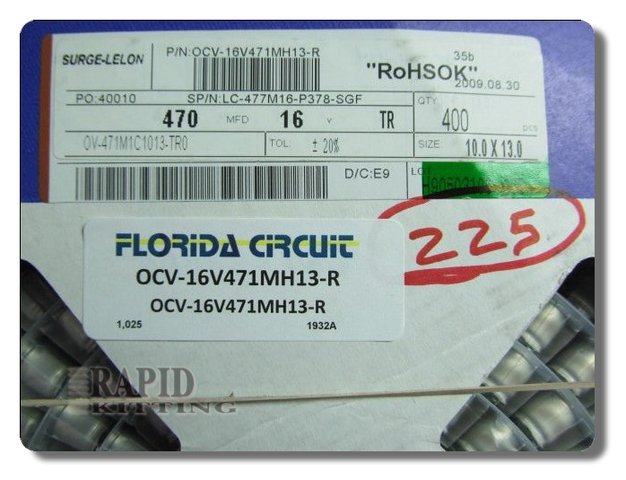 SURGE-LELON
P/N:OCV-16V471MH13-R
35b
"RoHSOK"
2009.08.30
PO:40010
SP/N:LC-477M16-P378-SGF
QTY
470 MFD 16 V TR
400 pcs
OV-471M1C1013-TR0
TOL: ± 20%
SIZE: 10.0 X 13.0
D/C:E9
LOT
225
FLORIDA CIRCUIT
OCV-16V471MH13-R
OCV-16V471MH13-R
1,025
1932A
RAPID
KITTING